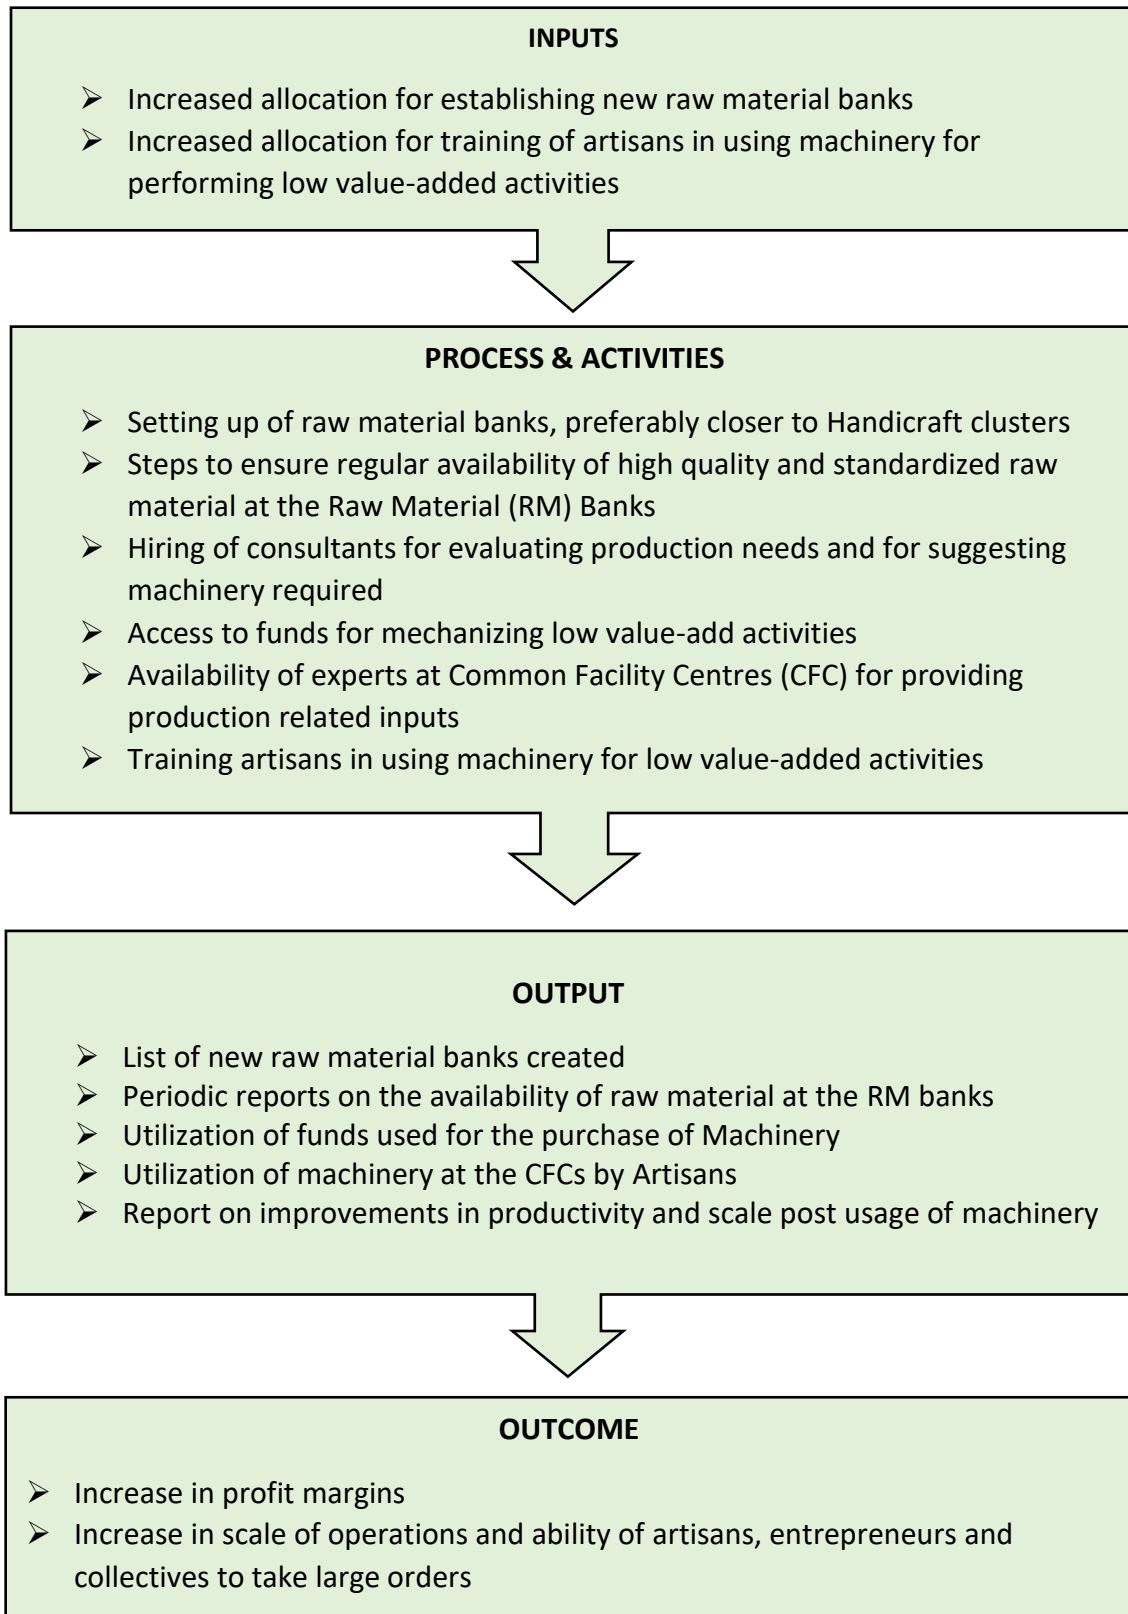 INPUTS
➢ Increased allocation for establishing new raw material banks
➢ Increased allocation for training of artisans in using machinery for
performing low value-added activities
PROCESS & ACTIVITIES
➢ Setting up of raw material banks, preferably closer to Handicraft clusters
➢ Steps to ensure regular availability of high quality and standardized raw
material at the Raw Material (RM) Banks
➢ Hiring of consultants for evaluating production needs and for suggesting
machinery required
➢ Access to funds for mechanizing low value-add activities
➢ Availability of experts at Common Facility Centres (CFC) for providing
production related inputs
➢ Training artisans in using machinery for low value-added activities
OUTPUT
➢ List of new raw material banks created
➢ Periodic reports on the availability of raw material at the RM banks
➢ Utilization of funds used for the purchase of Machinery
➢ Utilization of machinery at the CFCs by Artisans
➢ Report on improvements in productivity and scale post usage of machinery
OUTCOME
➢ Increase in profit margins
➢ Increase in scale of operations and ability of artisans, entrepreneurs and
collectives to take large orders